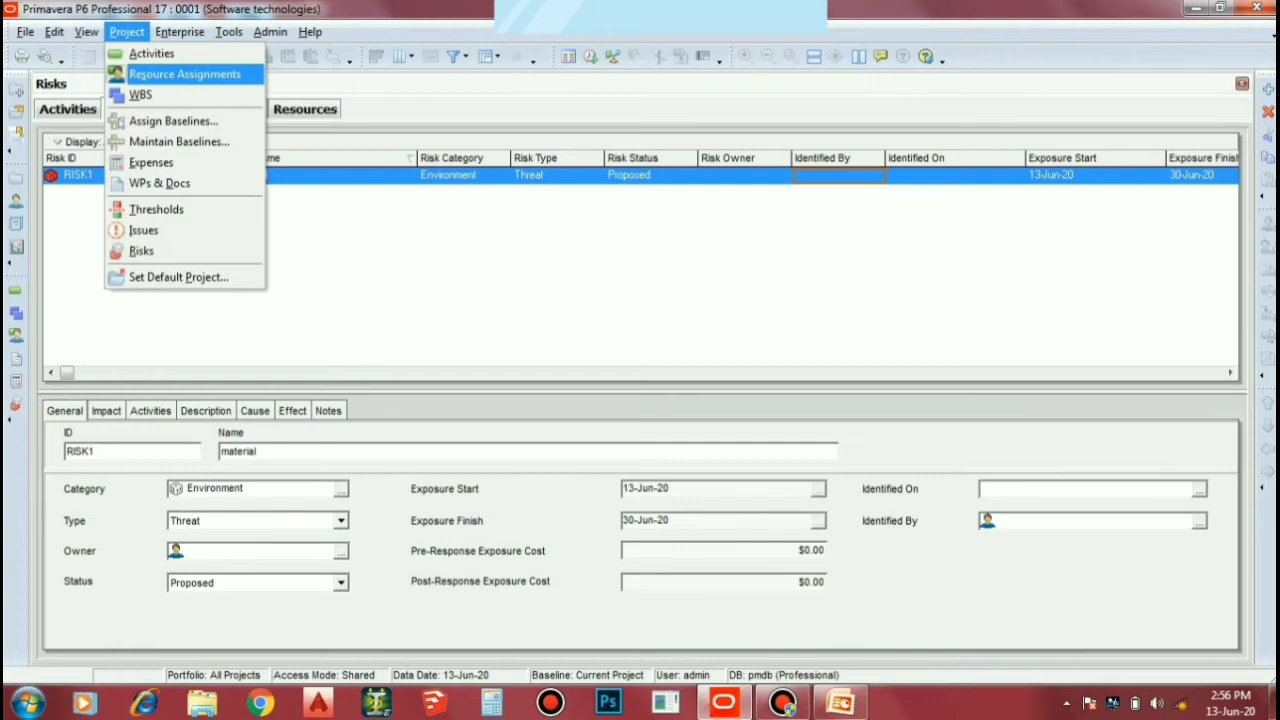 Primavera P6 Professional 17 : 0001 (Software technologies)
File Edit View Project Enterprise Tools Admin Help
Activities
Resource Assignments
WBS
Assign Baselines...
Maintain Baselines...
Expenses
WPs & Docs
Thresholds
Issues
Risks
Set Default Project...
Risks
Activities Resources
Display:
Risk ID Risk Category Risk Type Risk Status Risk Owner Identified By Identified On Exposure Start Exposure Finish
RISK1 Environment Threat Proposed 13-Jun-20 30-Jun-20
General Impact Activities Description Cause Effect Notes
ID Name
RISK1 material
Category Environment Exposure Start 13-Jun-20 Identified On
Type Threat Exposure Finish 30-Jun-20 Identified By
Owner Pre-Response Exposure Cost $0.00
Status Proposed Post-Response Exposure Cost $0.00
Portfolio: All Projects Access Mode: Shared Data Date: 13-Jun-20 Baseline: Current Project User: admin DB: pmdb (Professional)
Ps
2:56 PM
13-Jun-20